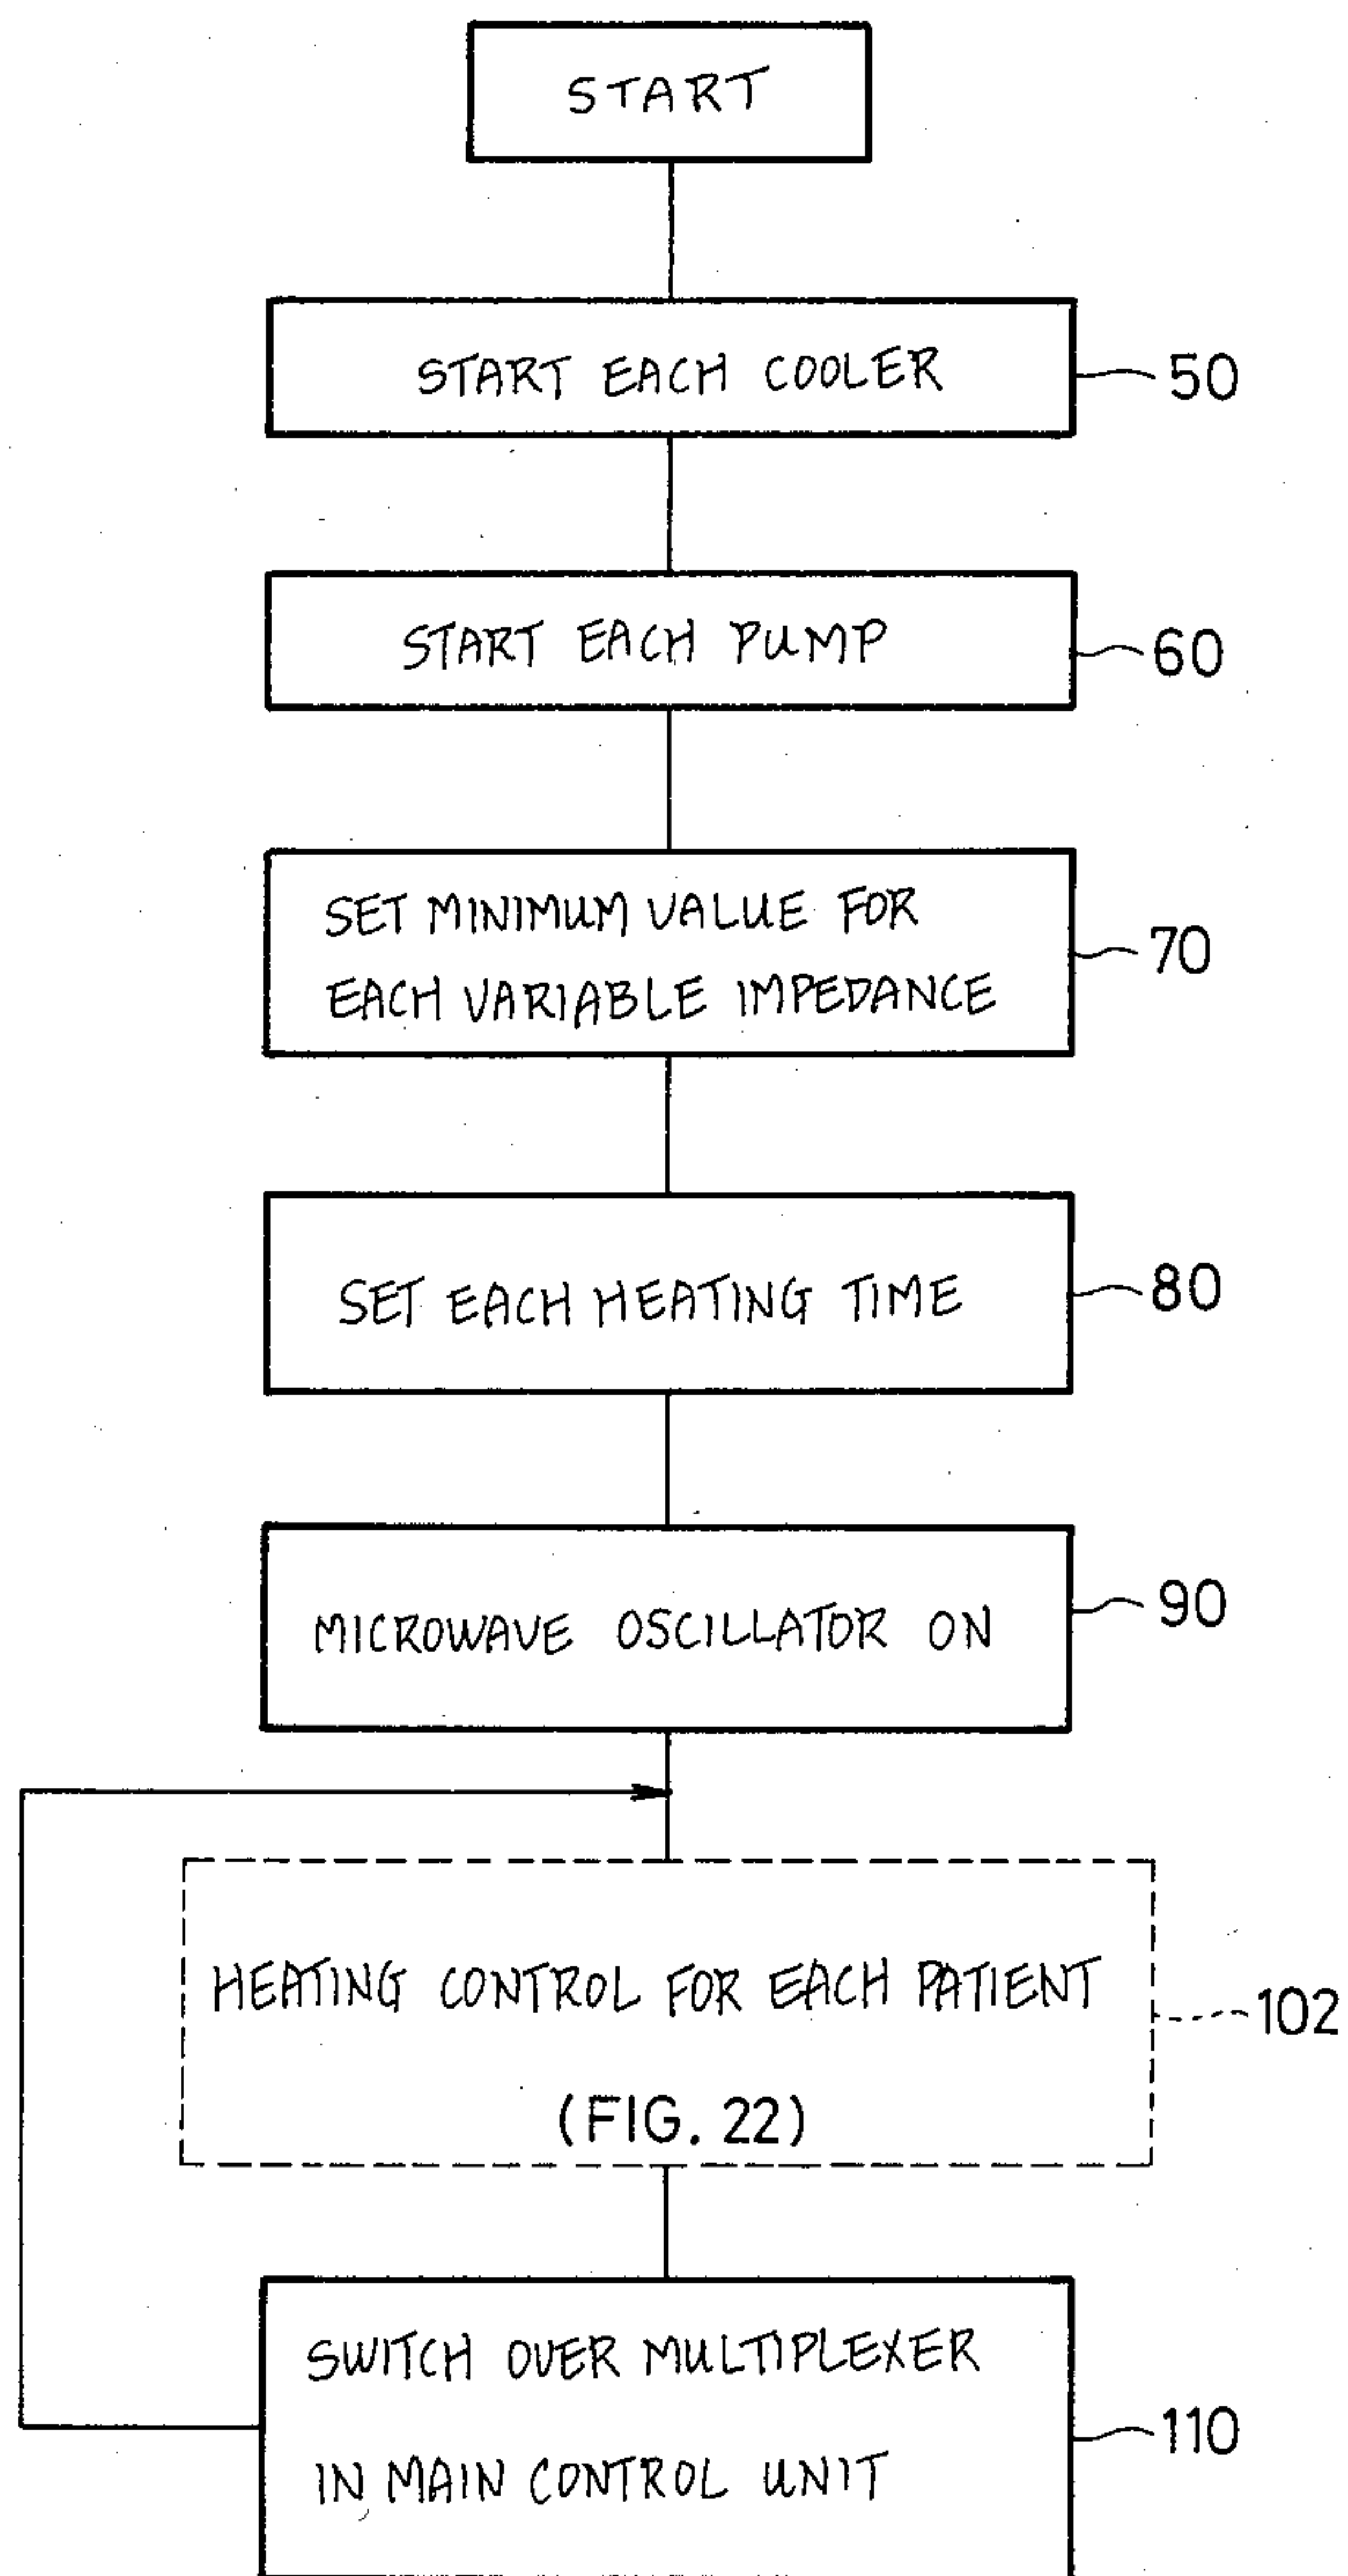 START
START EACH COOLER
50
START EACH PUMP
60
SET MINIMUM VALUE FOR
EACH VARIABLE IMPEDANCE
70
SET EACH HEATING TIME
80
MICROWAVE OSCILLATOR ON
90
HEATING CONTROL FOR EACH PATIENT
(FIG. 22)
102
SWITCH OVER MULTIPLEXER
IN MAIN CONTROL UNIT
110